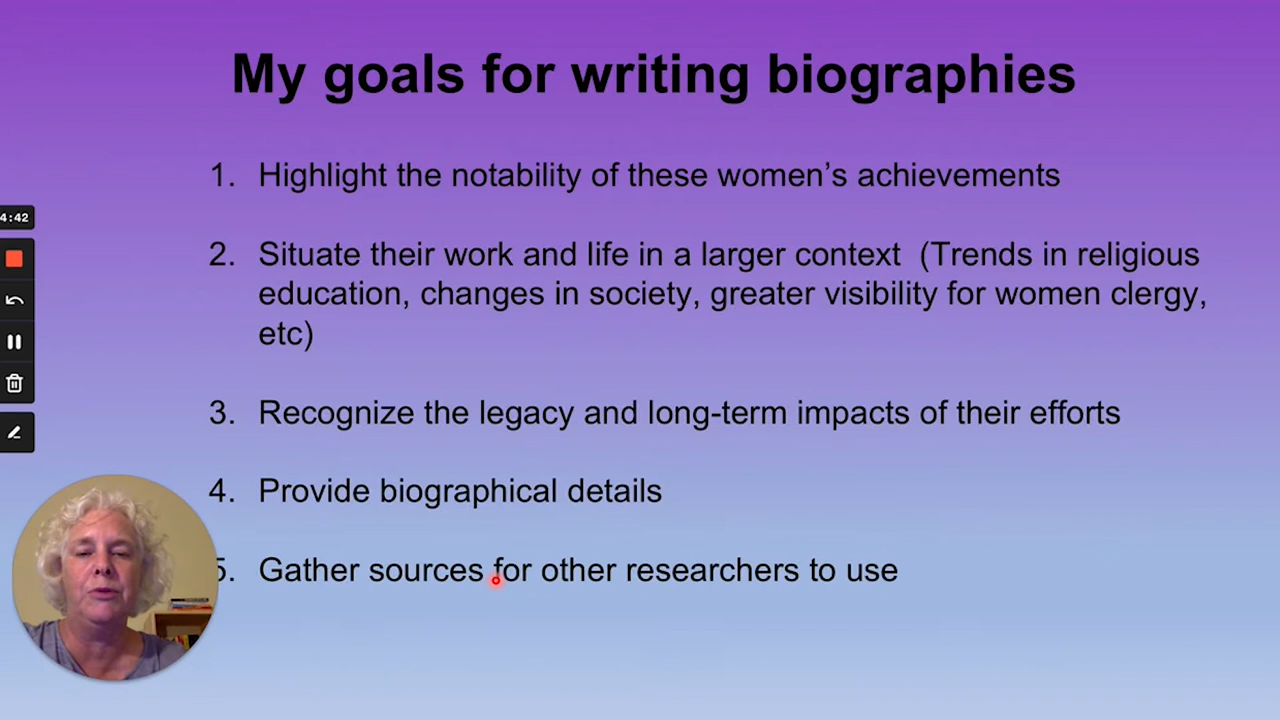 My goals for writing biographies
1. Highlight the notability of these women’s achievements
2. Situate their work and life in a larger context (Trends in religious
education, changes in society, greater visibility for women clergy,
etc)
4:42
3. Recognize the legacy and long-term impacts of their efforts
4. Provide biographical details
5. Gather sources for other researchers to use